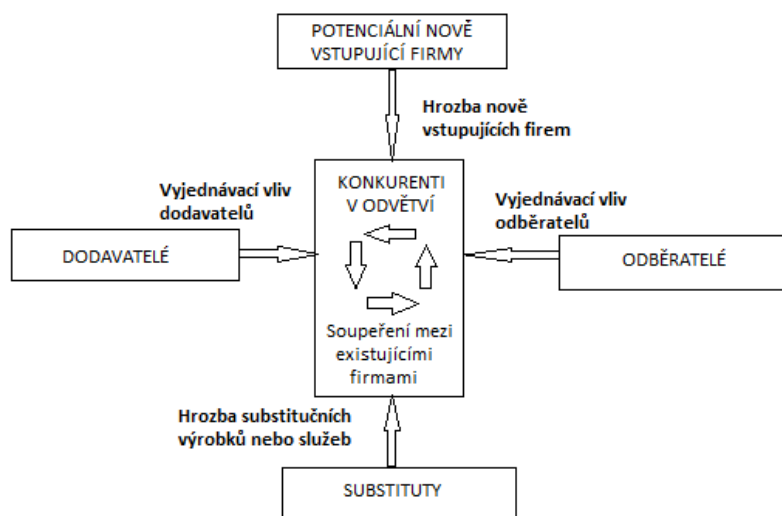 POTENCIÁLNÍ NOVĚ
VSTUPUJÍCÍ FIRMY
Hrozba nově
vstupujících firem
KONKURENTI
V ODVĚTVÍ
Vyjednávací vliv
dodavatelů
Vyjednávací vliv
odběratelů
DODAVATELÉ
ODBĚRATELÉ
Soupeření mezi
existujícími
firmami
Hrozba substitučních
výrobků nebo služeb
SUBSTITUTY